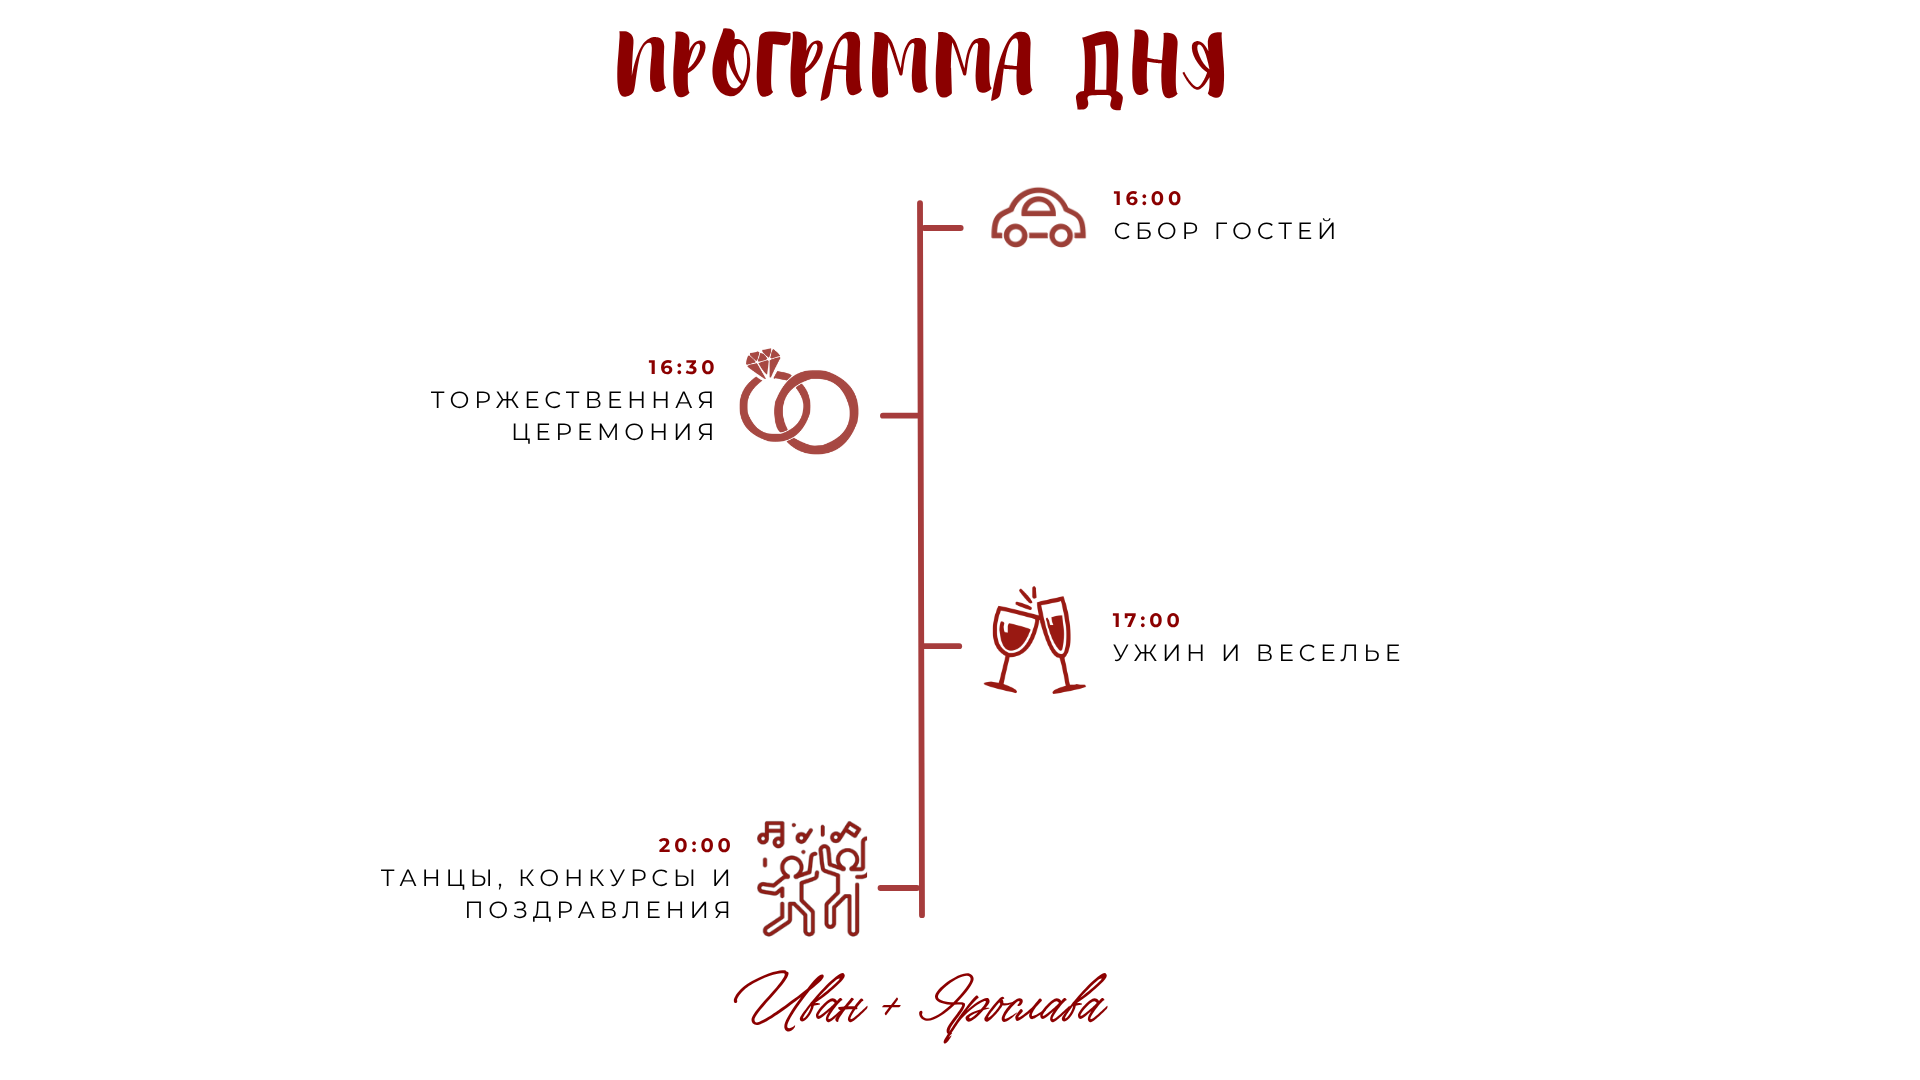 ПРОГРАММА ДНЯ
16:00
СБОР ГОСТЕЙ
16:30
ТОРЖЕСТВЕННАЯ
ЦЕРЕМОНИЯ
17:00
УЖИН И ВЕСЕЛЬЕ
20:00
ТАНЦЫ, КОНКУРСЫ И
ПОЗДРАВЛЕНИЯ
Иван + Ярослава